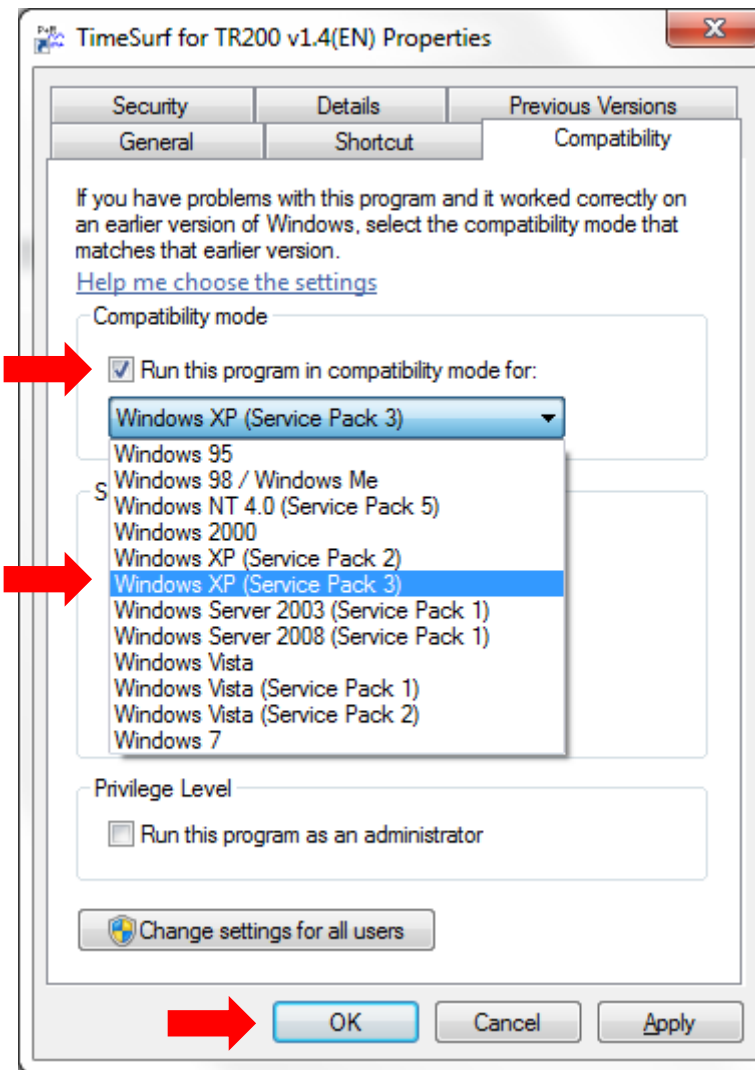 TimeSurf for TR200 v1.4(EN) Properties
Security Details Previous Versions
General Shortcut Compatibility
If you have problems with this program and it worked correctly on
an earlier version of Windows, select the compatibility mode that
matches that earlier version.
Help me choose the settings
Compatibility mode
Run this program in compatibility mode for:
Windows XP (Service Pack 3)
Windows 95
Windows 98 / Windows Me
Windows NT 4.0 (Service Pack 5)
Windows 2000
Windows XP (Service Pack 2)
Windows XP (Service Pack 3)
Windows Server 2003 (Service Pack 1)
Windows Server 2008 (Service Pack 1)
Windows Vista
Windows Vista (Service Pack 1)
Windows Vista (Service Pack 2)
Windows 7
Privilege Level
Run this program as an administrator
Change settings for all users
OK Cancel Apply